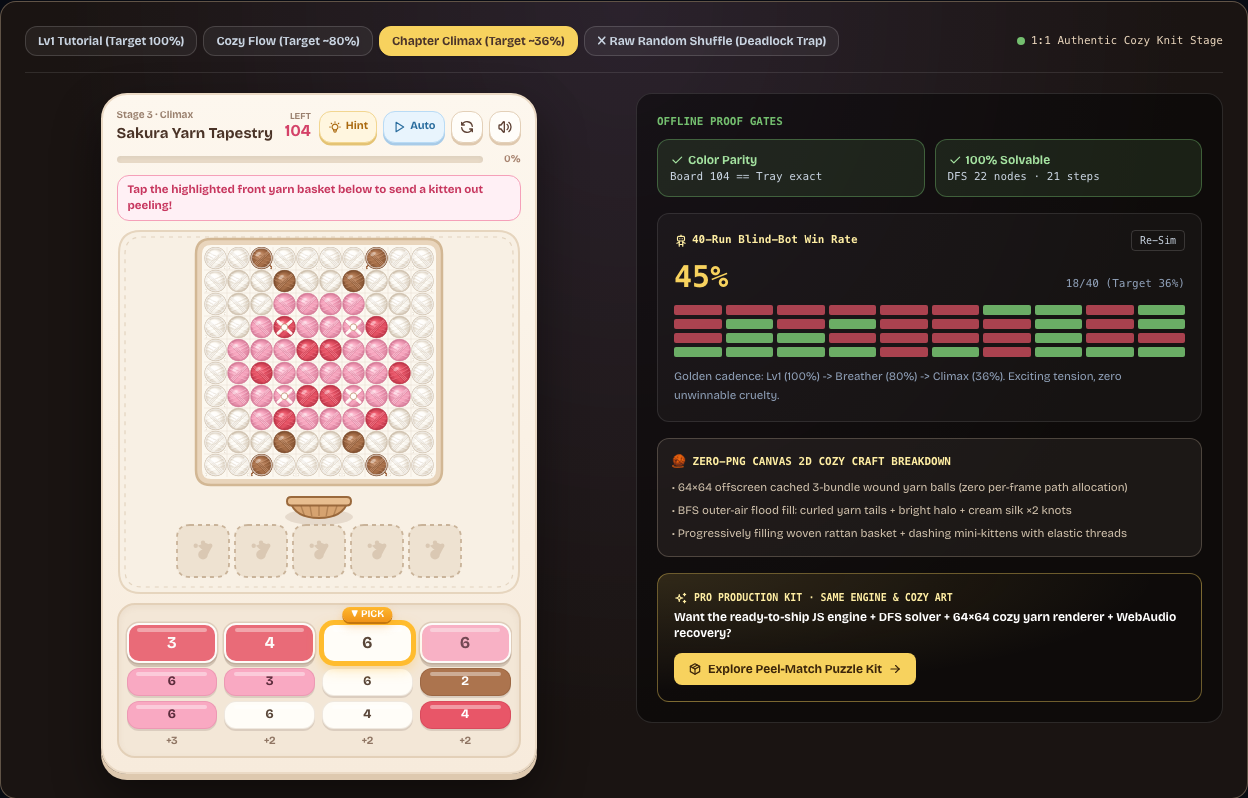 Lv1 Tutorial (Target 100%)
Cozy Flow (Target ~80%)
Chapter Climax (Target ~36%)
✕ Raw Random Shuffle (Deadlock Trap)
1:1 Authentic Cozy Knit Stage
Stage 3 · Climax
Sakura Yarn Tapestry
LEFT
104
Hint
Auto
0%
Tap the highlighted front yarn basket below to send a kitten out
peeling!
▼ PICK
3 4 6 6
6 3 6 2
6 6 4 4
+3 +2 +2 +2
OFFLINE PROOF GATES
✓ Color Parity
Board 104 == Tray exact
✓ 100% Solvable
DFS 22 nodes · 21 steps
40-Run Blind-Bot Win Rate
Re-Sim
45%
18/40 (Target 36%)
Golden cadence: Lv1 (100%) -> Breather (80%) -> Climax (36%). Exciting tension, zero
unwinnable cruelty.
ZERO-PNG CANVAS 2D COZY CRAFT BREAKDOWN
• 64×64 offscreen cached 3-bundle wound yarn balls (zero per-frame path allocation)
• BFS outer-air flood fill: curled yarn tails + bright halo + cream silk ×2 knots
• Progressively filling woven rattan basket + dashing mini-kittens with elastic threads
PRO PRODUCTION KIT · SAME ENGINE & COZY ART
Want the ready-to-ship JS engine + DFS solver + 64×64 cozy yarn renderer + WebAudio
recovery?
Explore Peel-Match Puzzle Kit →